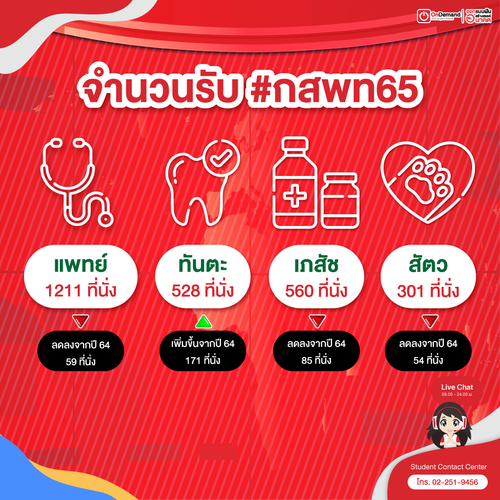 OnDemand
จำนวนรับ #กสพท65
แพทย์
1211 ที่นั่ง
ทันตะ
528 ที่นั่ง
เภสัช
560 ที่นั่ง
สัตว
301 ที่นั่ง
ลดลงจากปี 64
59 ที่นั่ง
เพิ่มขึ้นจากปี 64
171 ที่นั่ง
ลดลงจากปี 64
85 ที่นั่ง
ลดลงจากปี 64
54 ที่นั่ง
Live Chat
Student Contact Center
โทร. 02-251-9456